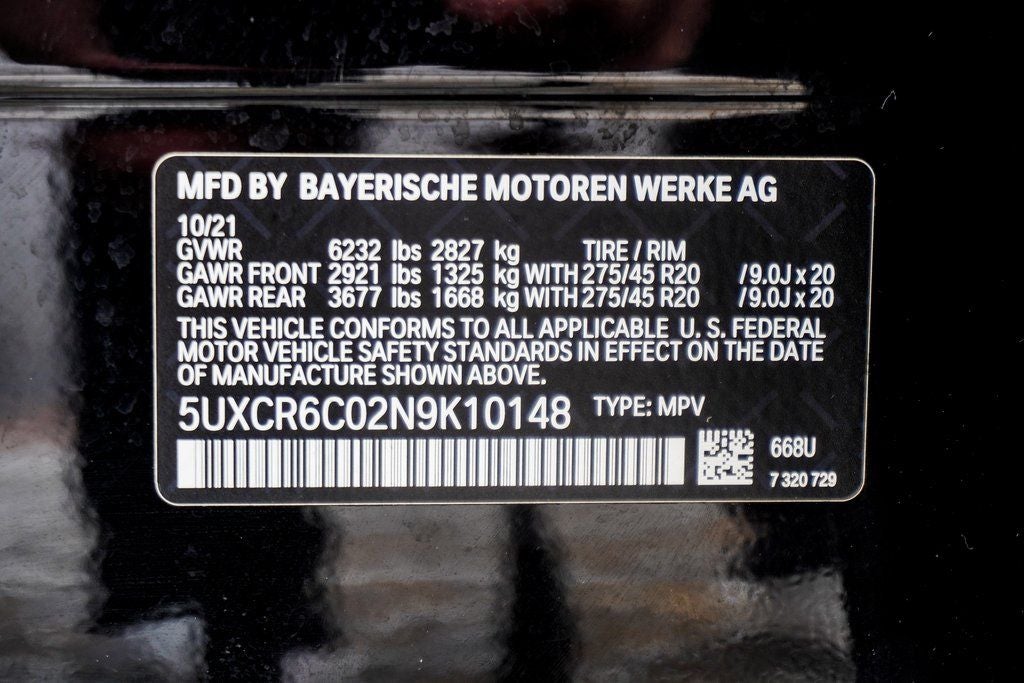 MFD BY BAYERISCHE MOTOREN WERKE AG
10/21
GVWR 6232 lbs 2827 kg TIRE / RIM
GAWR FRONT 2921 lbs 1325 kg WITH 275/45 R20 /9.0J x 20
GAWR REAR 3677 lbs 1668 kg WITH 275/45 R20 /9.0J x 20
THIS VEHICLE CONFORMS TO ALL APPLICABLE U. S. FEDERAL
MOTOR VEHICLE SAFETY STANDARDS IN EFFECT ON THE DATE
OF MANUFACTURE SHOWN ABOVE.
5UXCR6C02N9K10148 TYPE: MPV
668U
7 320 729